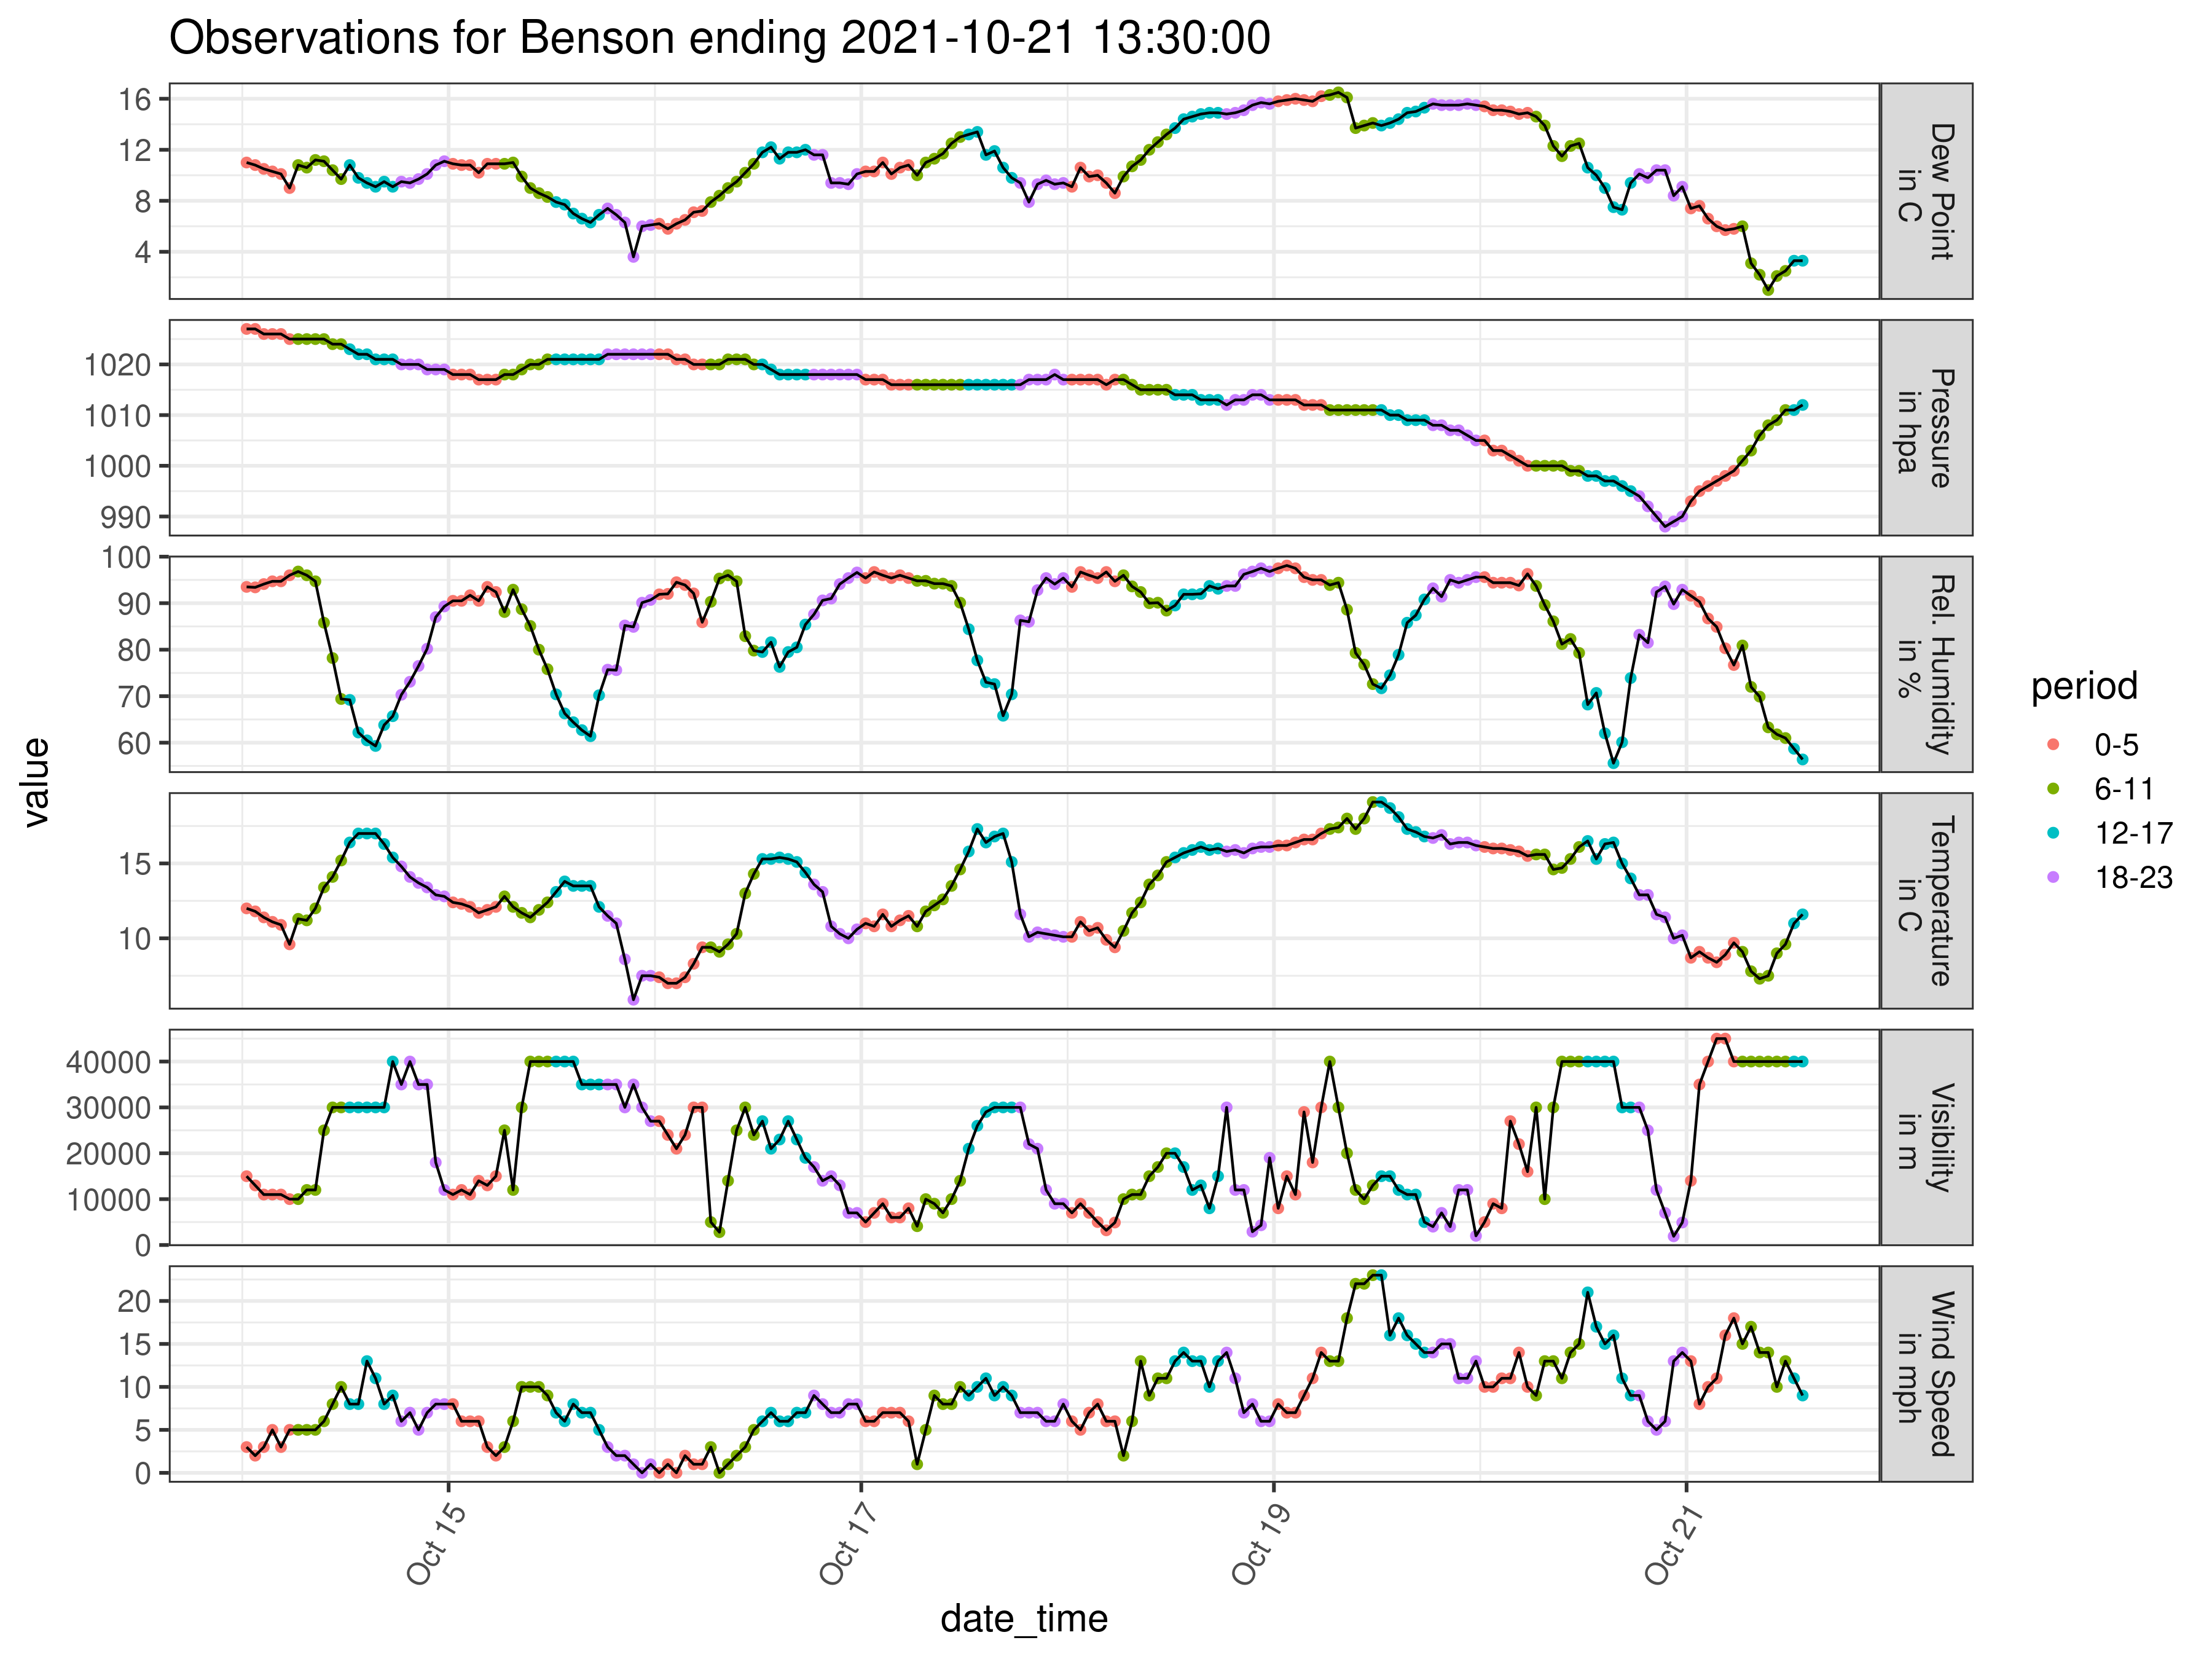 Observations for Benson ending 2021-10-21 13:30:00
16
12
8
4
Dew Point
in C
1020
1010
1000
990
Pressure
in hpa
100
90
80
70
60
Rel. Humidity
in %
15
10
Temperature
in C
40000
30000
20000
10000
0
Visibility
in m
20
15
10
5
0
Wind Speed
in mph
value
Oct 15
Oct 17
Oct 19
Oct 21
date_time
period
0-5
6-11
12-17
18-23